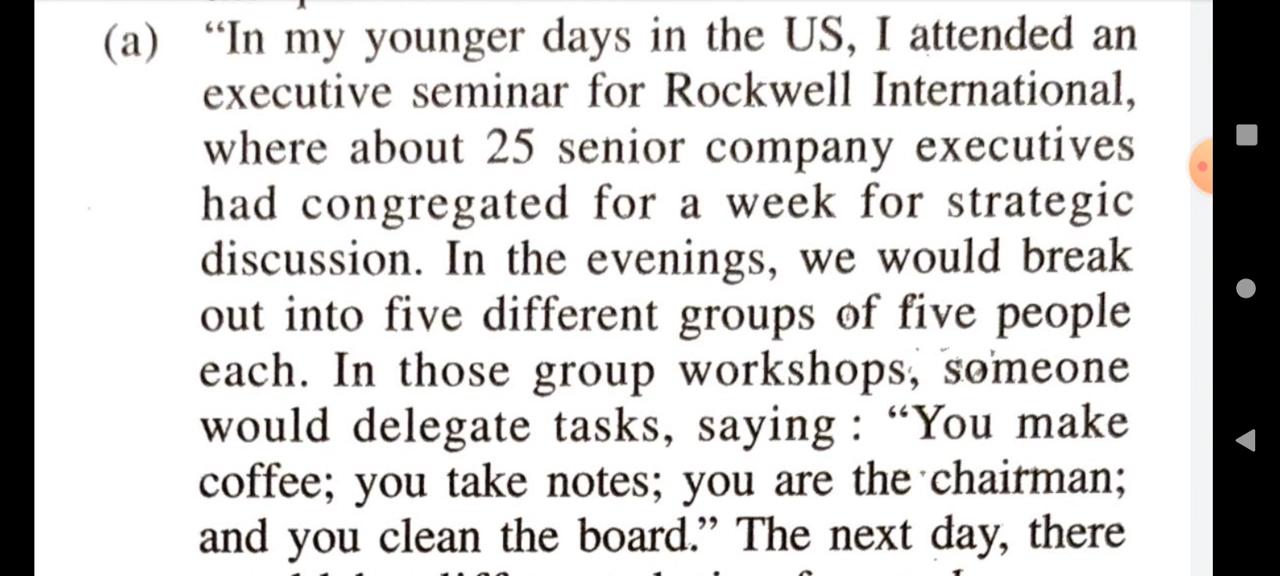 (a) “In my younger days in the US, I attended an
executive seminar for Rockwell International,
where about 25 senior company executives
had congregated for a week for strategic
discussion. In the evenings, we would break
out into five different groups of five people
each. In those group workshops, someone
would delegate tasks, saying : “You make
coffee; you take notes; you are the chairman;
and you clean the board.” The next day, there